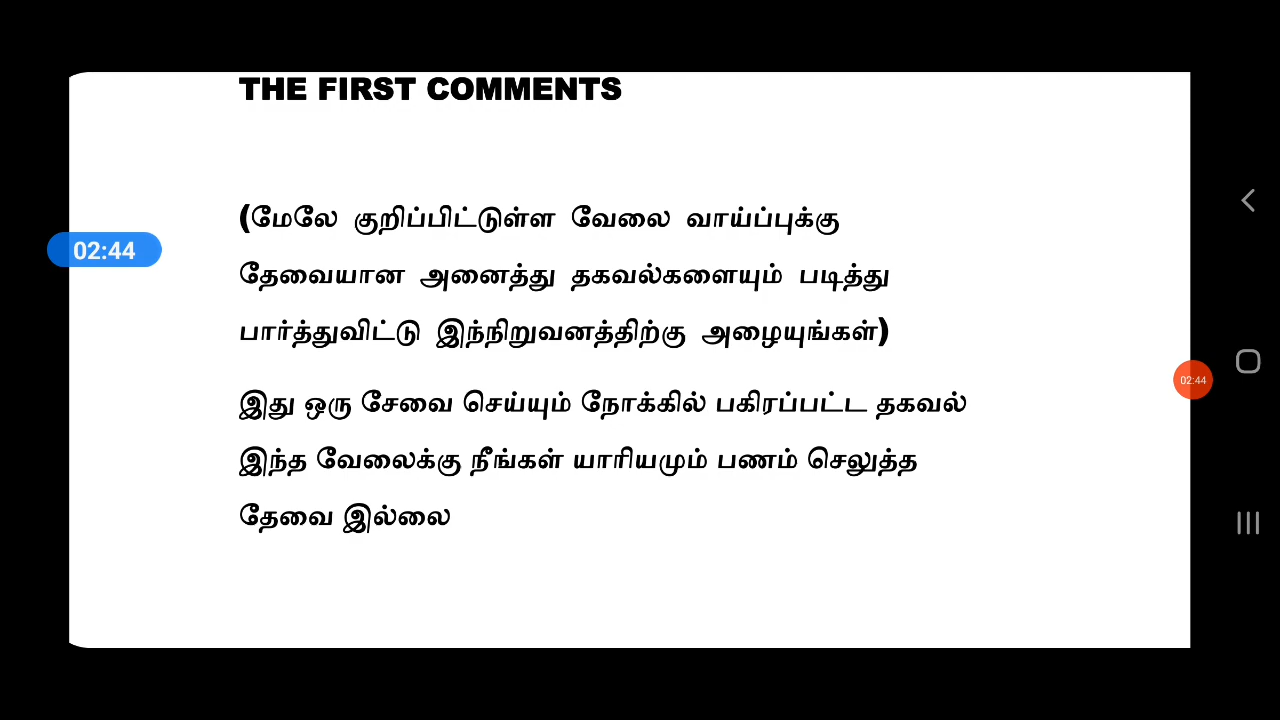 THE FIRST COMMENTS
(மேலே குறிப்பிட்டுள்ள வேலை வாய்ப்புக்கு
02:44
தேவையான அனைத்து தகவல்களையும் படித்து
பார்த்துவிட்டு இந்நிறுவனத்திற்கு அழையுங்கள்)
02:44
இது ஒரு சேவை செய்யும் நோக்கில் பகிரப்பட்ட தகவல்
இந்த வேலைக்கு நீங்கள் யாரியமும் பணம் செலுத்த
தேவை இல்லை